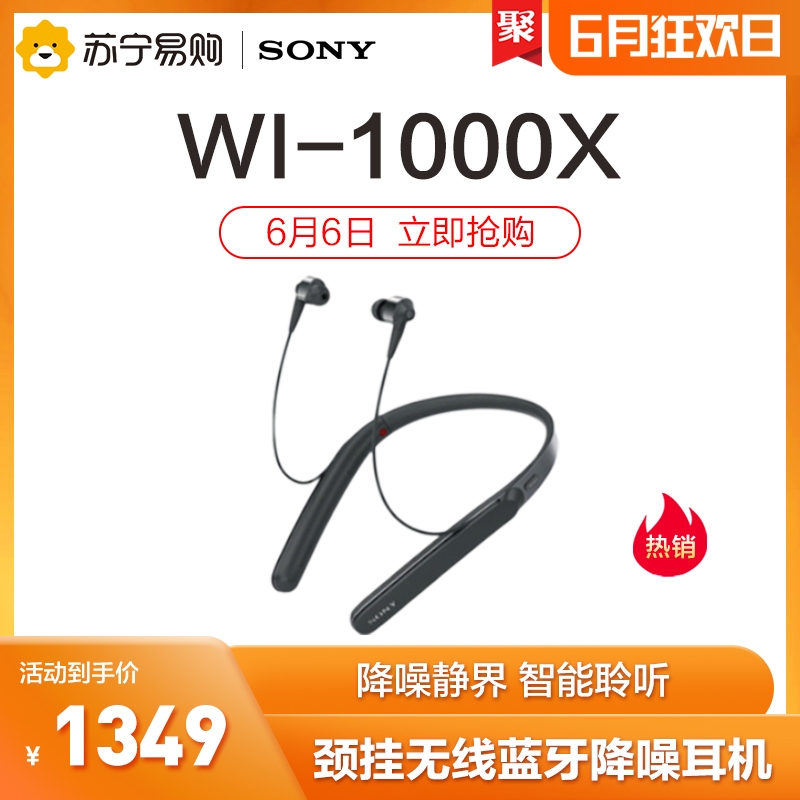 苏宁易购 SONY
聚 6月狂欢日
WI-1000X
6月6日 立即抢购
SONY
热销
活动到手价
¥ 1349
降噪静界 智能聆听
颈挂无线蓝牙降噪耳机